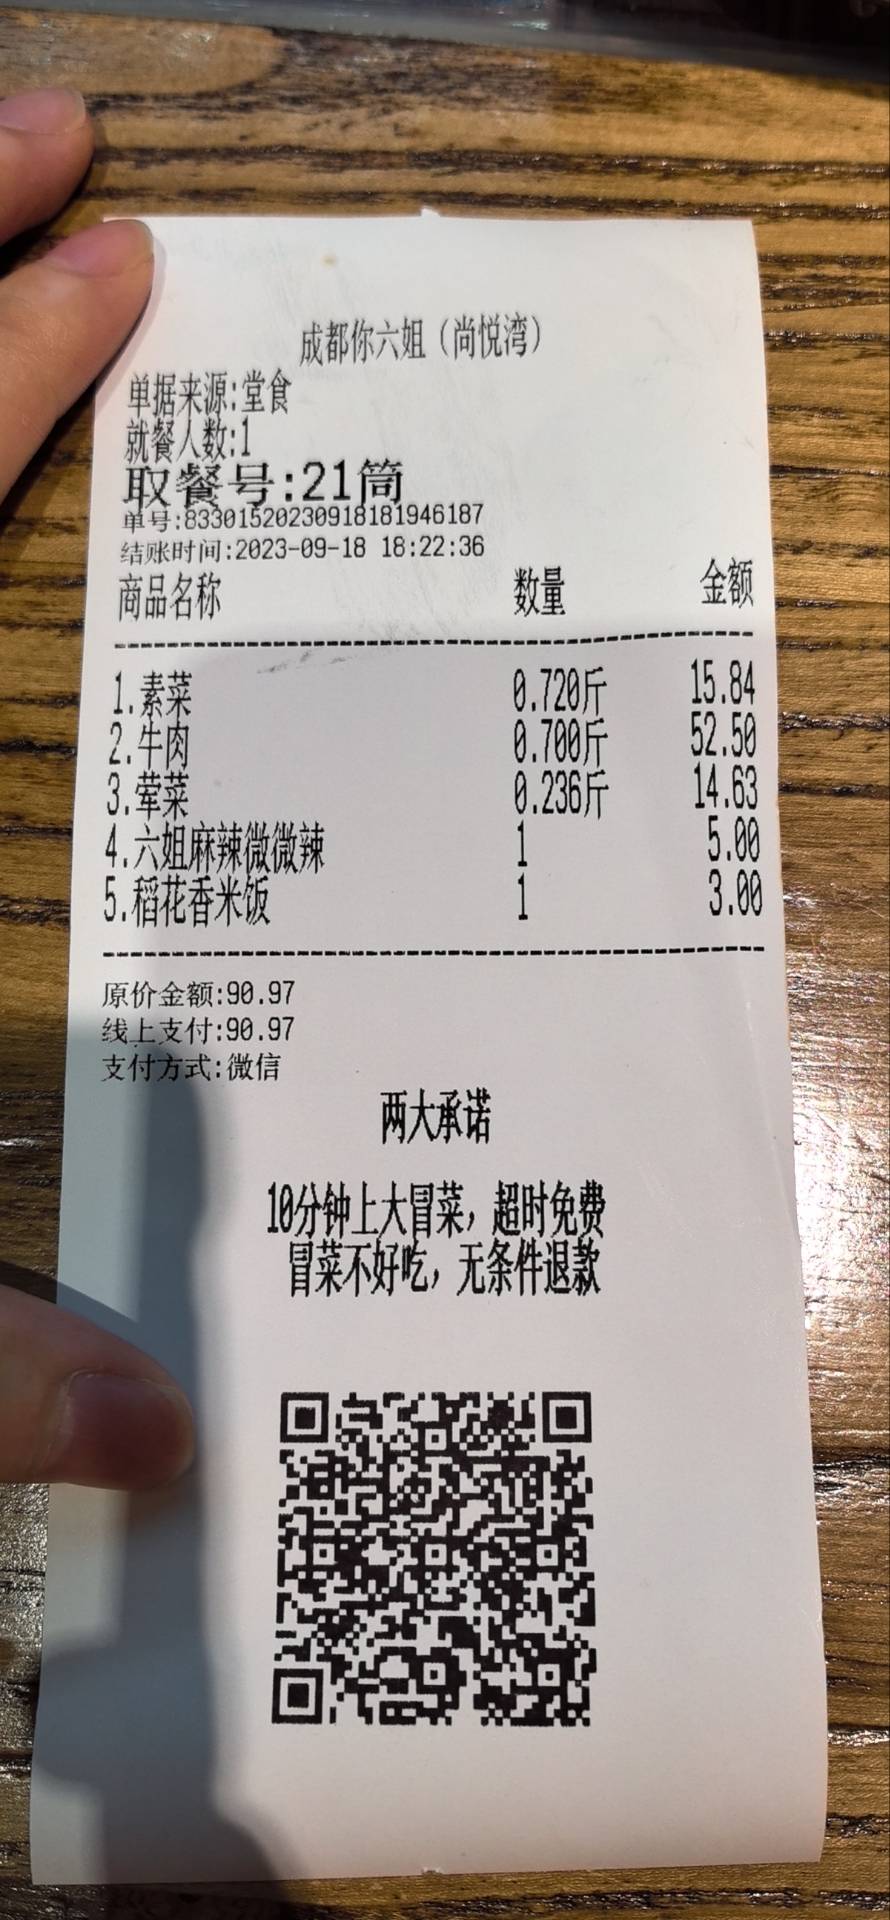 成都你六姐（尚悦湾）
单据来源:堂食
就餐人数:1
取餐号:21筒
单号:83301520230918181946187
结账时间:2023-09-18 18:22:36
商品名称 数量 金额
1.素菜 0.720斤 15.84
2.牛肉 0.700斤 52.50
3.荤菜 0.236斤 14.63
4.六姐麻辣微微辣 1 5.00
5.稻花香米饭 1 3.00
原价金额:90.97
线上支付:90.97
支付方式:微信
两大承诺
10分钟上大冒菜，超时免费
冒菜不好吃，无条件退款